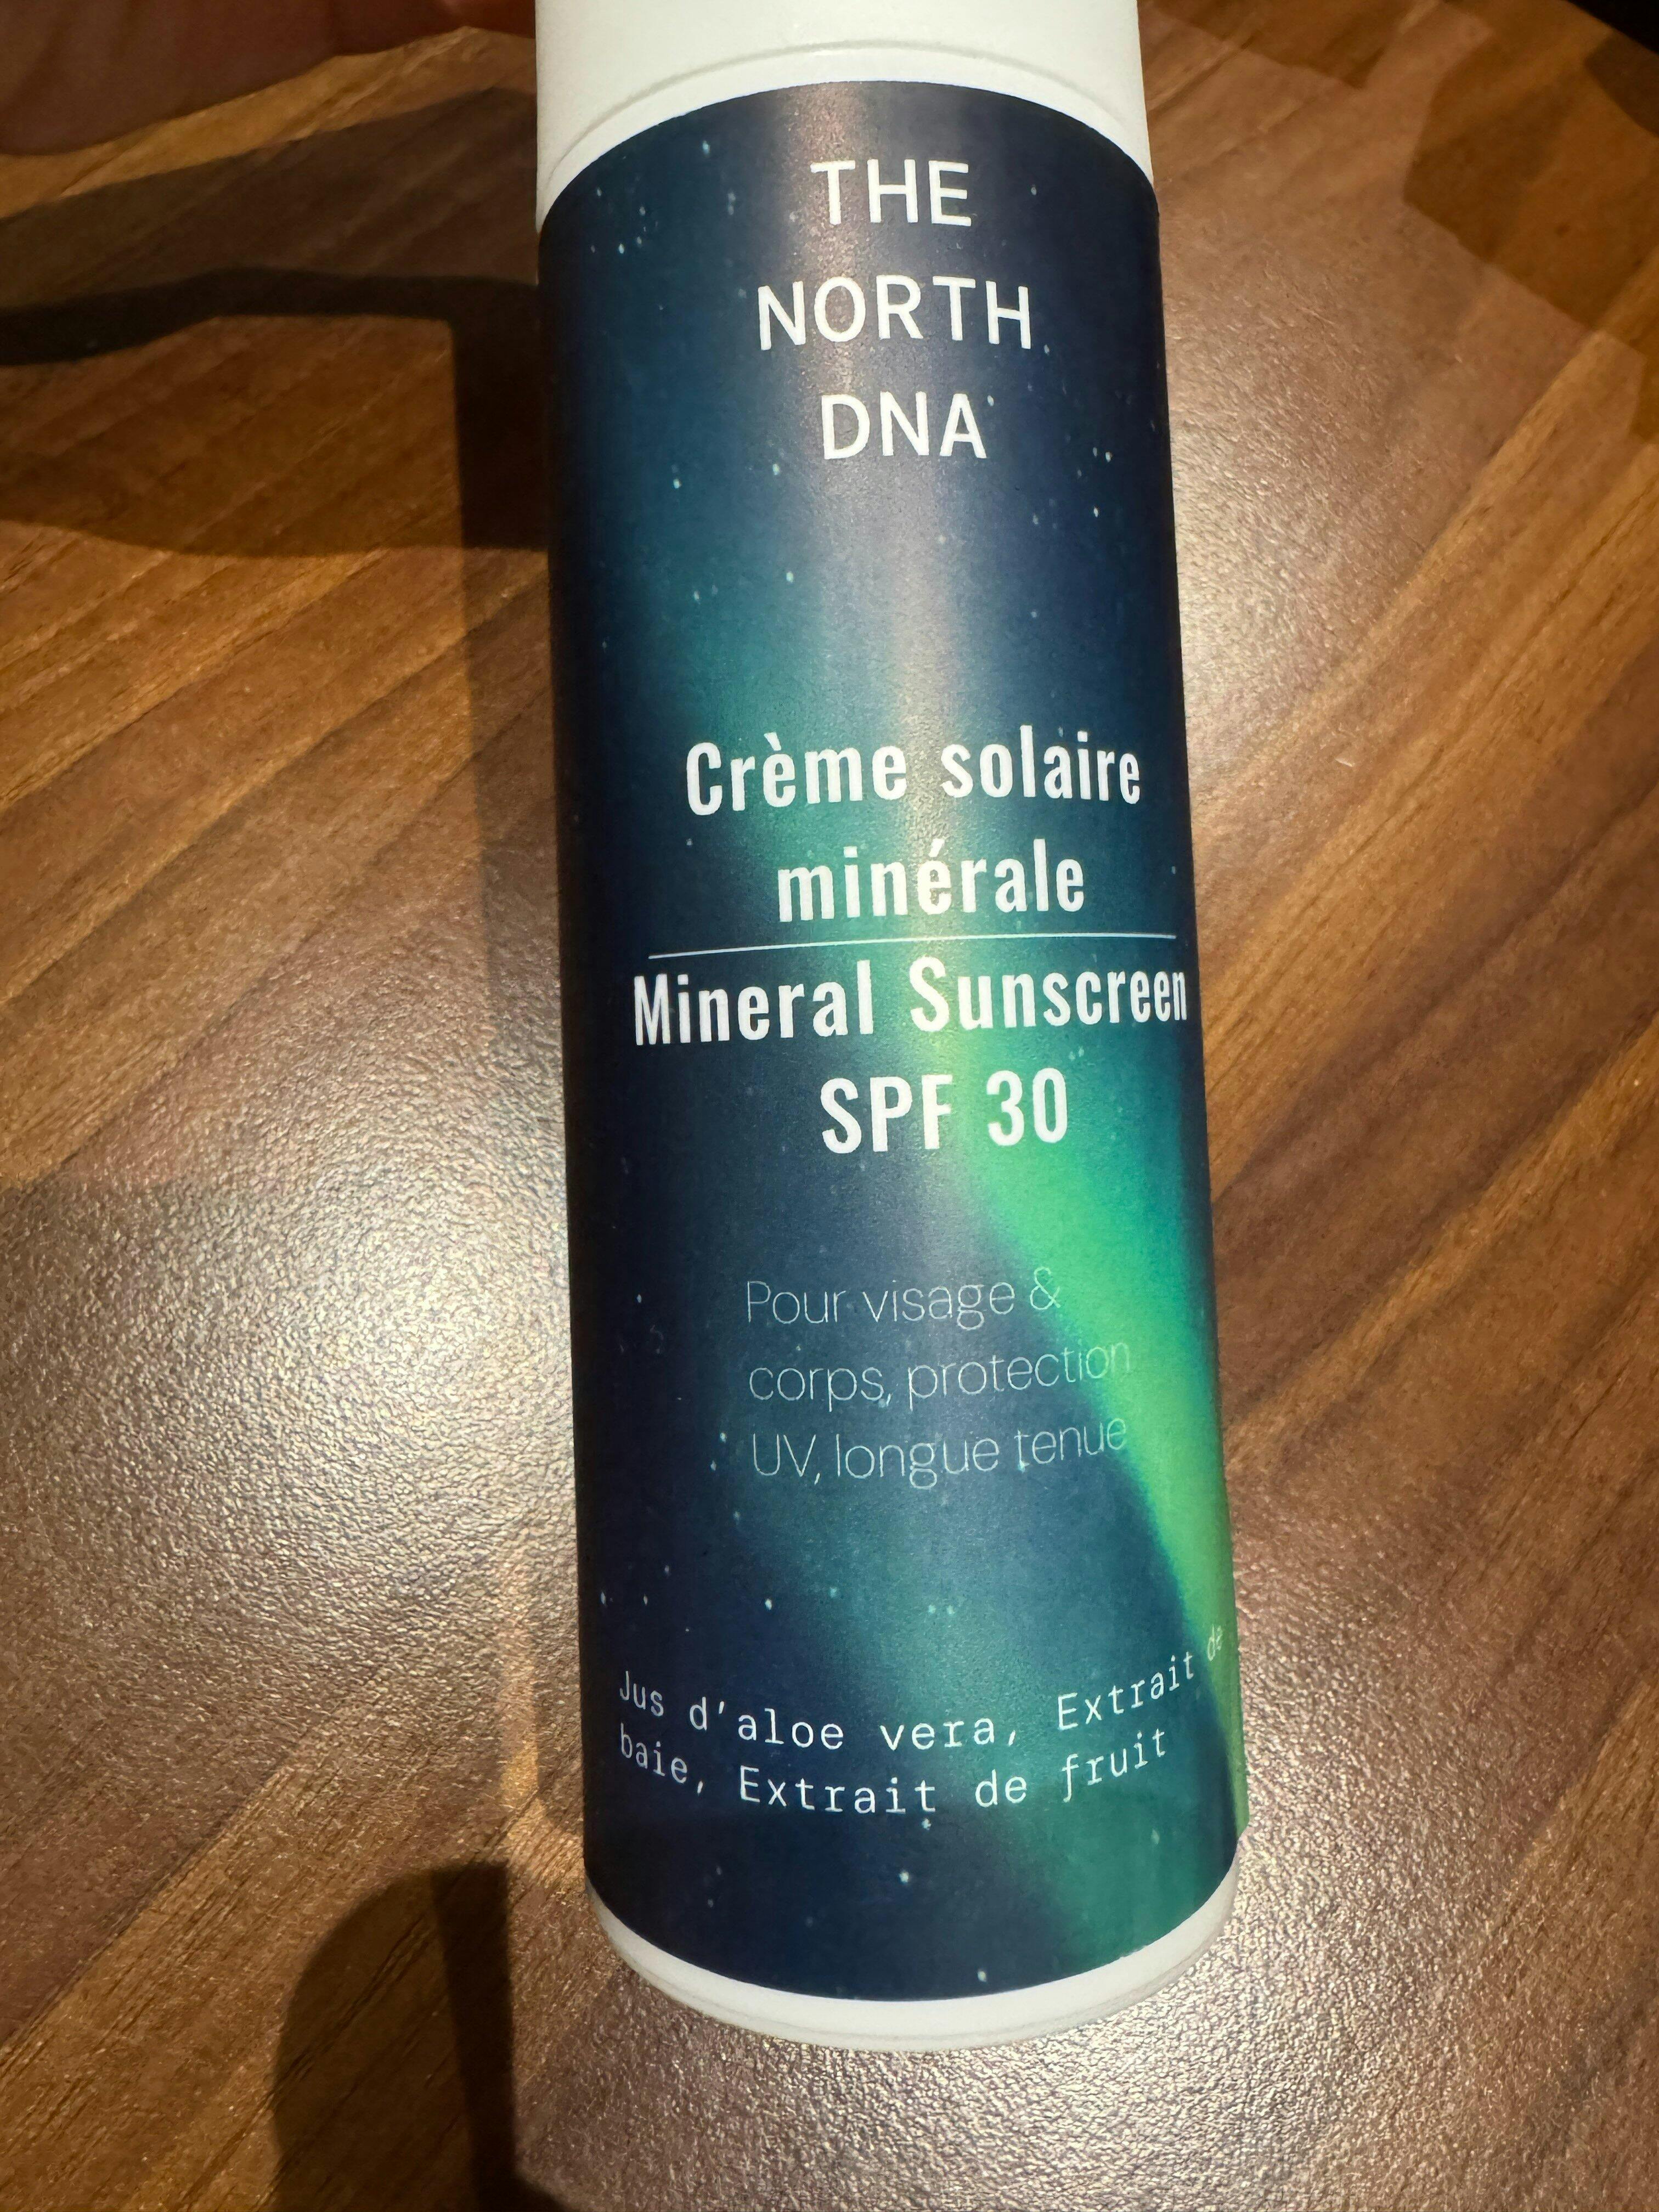 THE
NORTH
DNA
Crème solaire
minérale
Mineral Sunscreen
SPF 30
Pour visage &
corps, protection
UV, longue tenue
Jus d'aloe vera, Extrait de
baie, Extrait de fruit